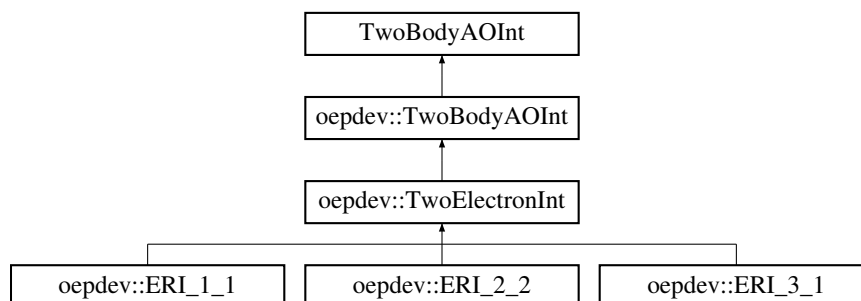 TwoBodyAOInt
oepdev::TwoBodyAOInt
oepdev::TwoElectronInt
oepdev::ERI_1_1 oepdev::ERI_2_2 oepdev::ERI_3_1